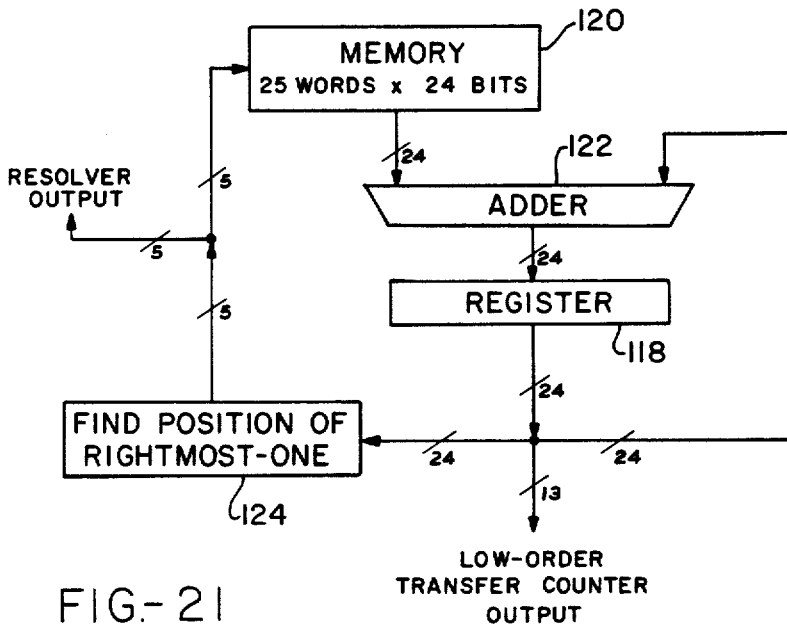 120
MEMORY
25 WORDS x 24 BITS
24
122
5
RESOLVER
OUTPUT
ADDER
5
24
5
REGISTER
118
24
FIND POSITION OF
RIGHTMOST-ONE
24
24
13
124
LOW-ORDER
TRANSFER COUNTER
OUTPUT
FIG.-21